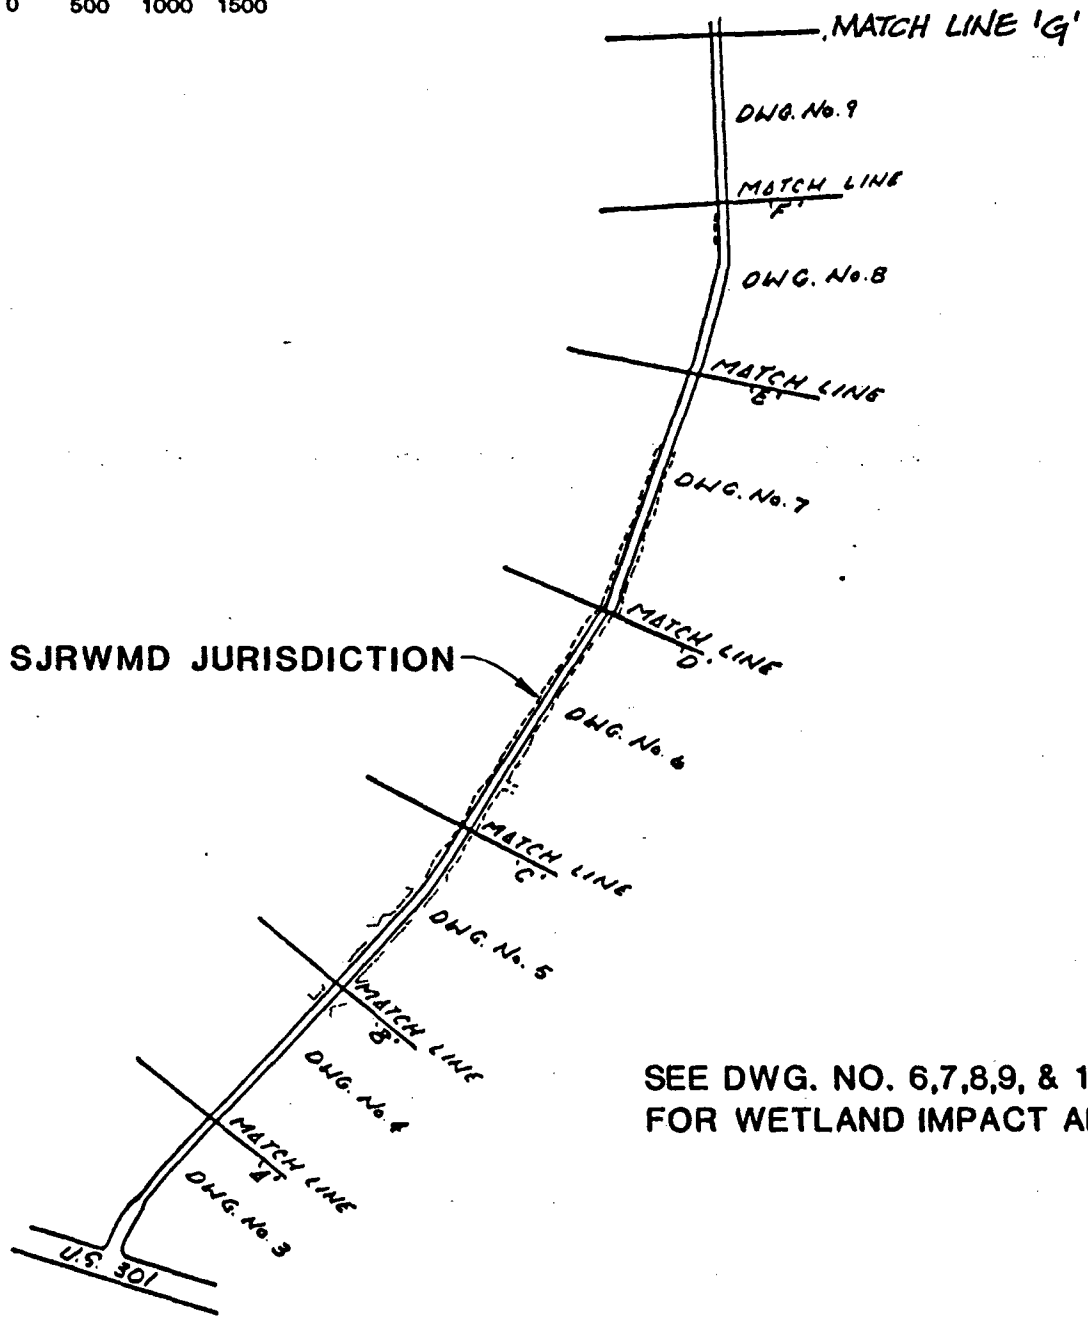 0 500 1000 1500
MATCH LINE 'G'
DWG. No. 9
MATCH LINE
'F'
DWG. No. 8
MATCH LINE
'E'
DWG. No. 7
MATCH LINE
'D'
SJRWMD JURISDICTION
DWG. No. 6
MATCH LINE
'C'
DWG. No. 5
MATCH LINE
'B'
DWG. No. 4
SEE DWG. NO. 6,7,8,9, & 1
FOR WETLAND IMPACT
MATCH LINE
'A'
DWG. No. 3
U.S. 301